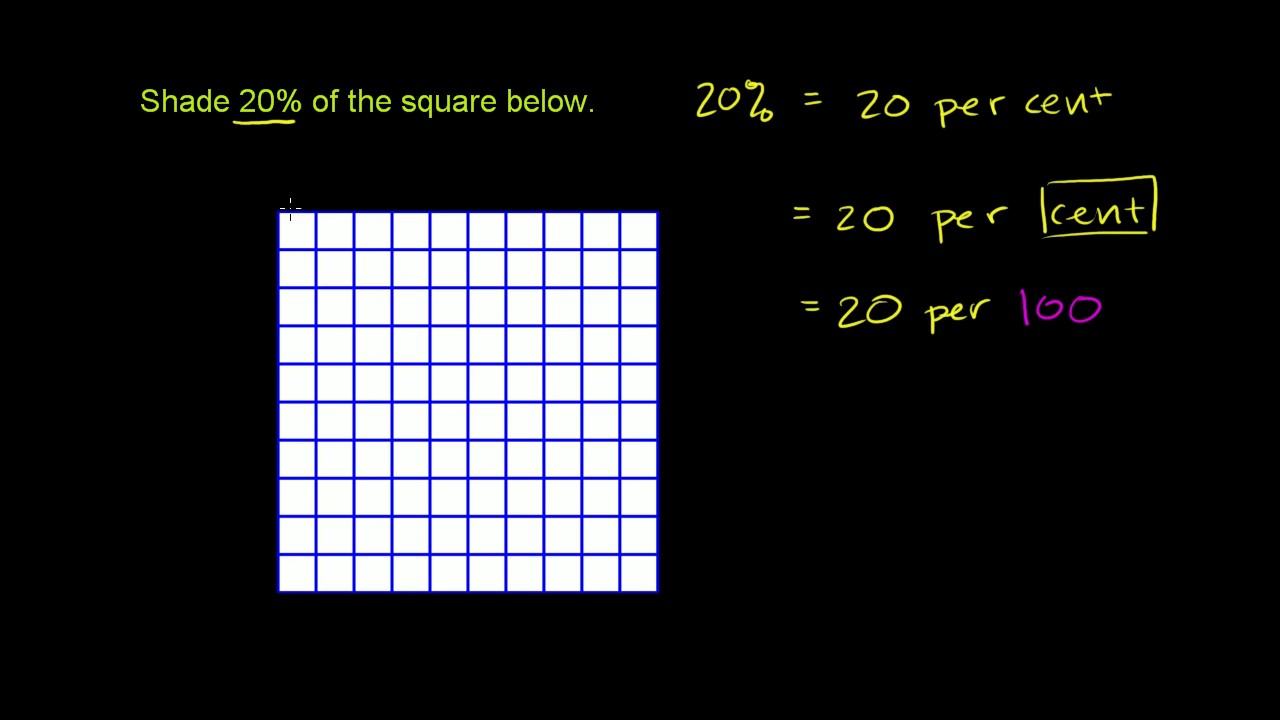 Shade 20% of the square below.
20% = 20 per cent
= 20 per cent
= 20 per 100